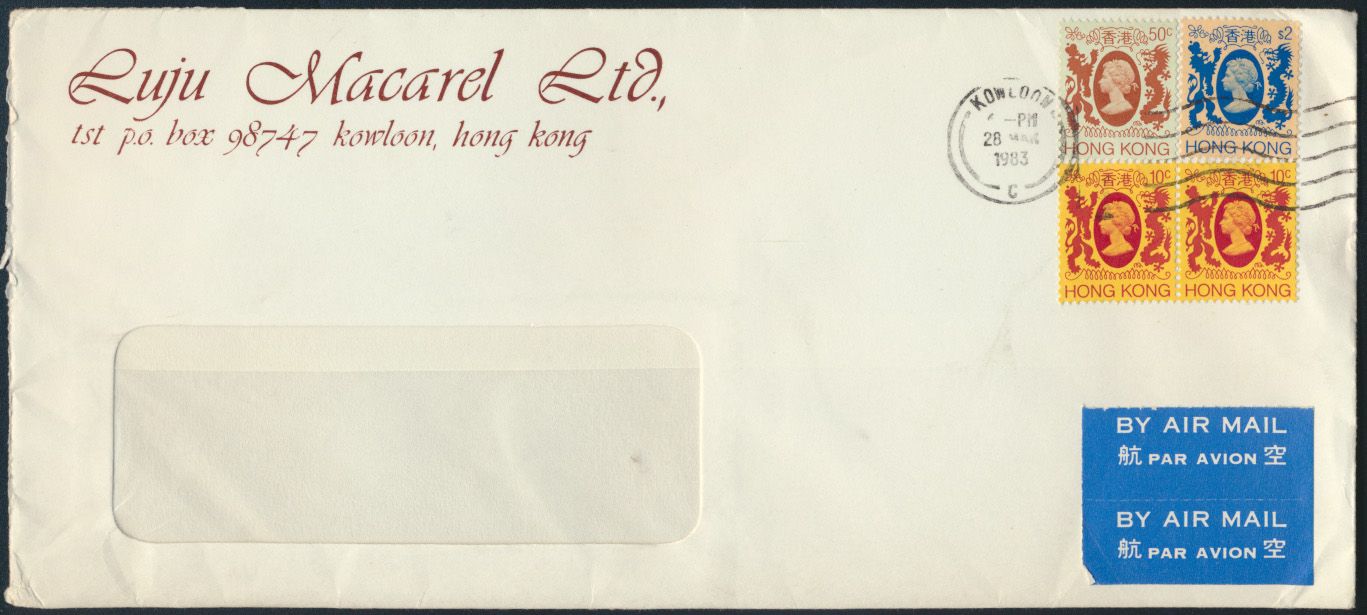 Luju Macarel Ltd.,
tst p.o. box 98747 kowloon, hong kong
KOWLOON
-PM
28 MAR
1983
C
香港 50c
HONG KONG
香港 $2
HONG KONG
香港 10c
HONG KONG
香港 10c
HONG KONG
BY AIR MAIL
航 PAR AVION 空
BY AIR MAIL
航 PAR AVION 空